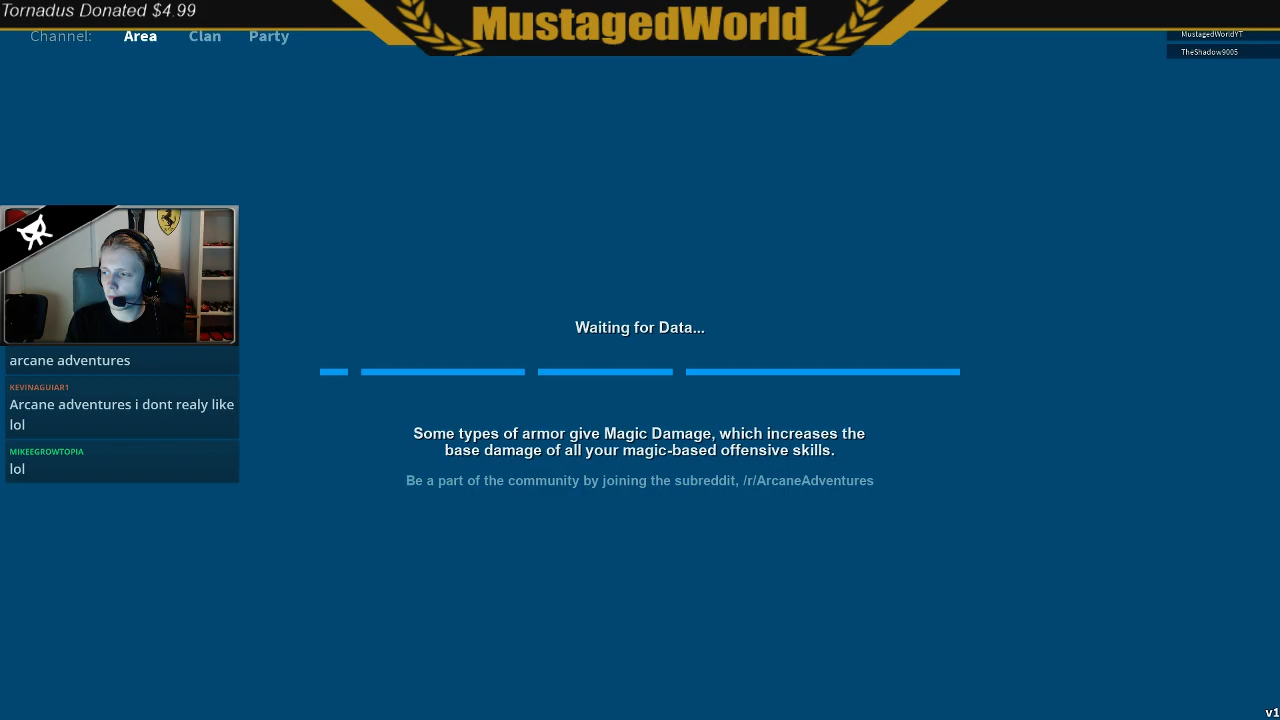 Tornadus Donated $4.99
MustagedWorld
Channel: Area Clan Party
MustagedWorldYT
TheShadow9005
arcane adventures
KEVINAGUIAR1
Arcane adventures i dont realy like
lol
MIKEEGROWTOPIA
lol
Waiting for Data...
Some types of armor give Magic Damage, which increases the
base damage of all your magic-based offensive skills.
Be a part of the community by joining the subreddit, /r/ArcaneAdventures
v1